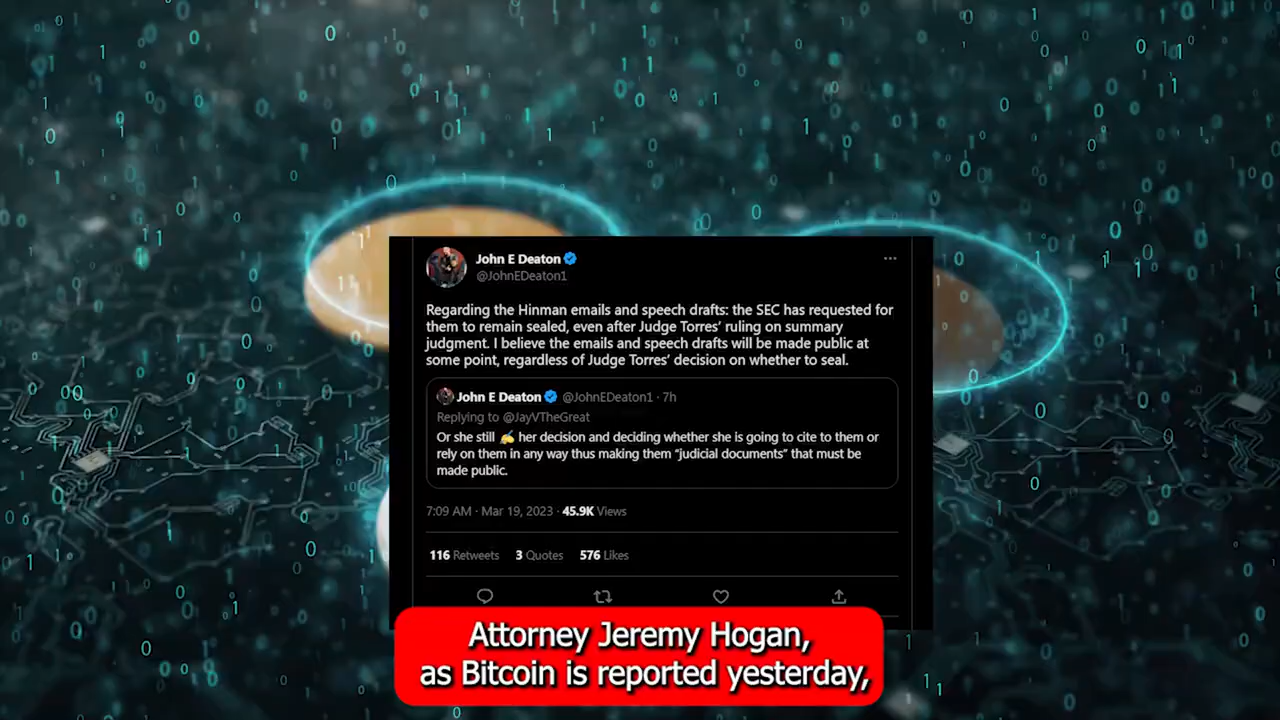 John E Deaton
@JohnEDeaton1
Regarding the Hinman emails and speech drafts: the SEC has requested for
them to remain sealed, even after Judge Torres' ruling on summary
judgment. I believe the emails and speech drafts will be made public at
some point, regardless of Judge Torres' decision on whether to seal.
John E Deaton @JohnEDeaton1 · 7h
Replying to @JayVTheGreat
Or she still ✍️ her decision and deciding whether she is going to cite to them or
rely on them in any way thus making them “judicial documents” that must be
made public.
7:09 AM · Mar 19, 2023 · 45.9K Views
116 Retweets 3 Quotes 576 Likes
Attorney Jeremy Hogan,
as Bitcoin is reported yesterday,